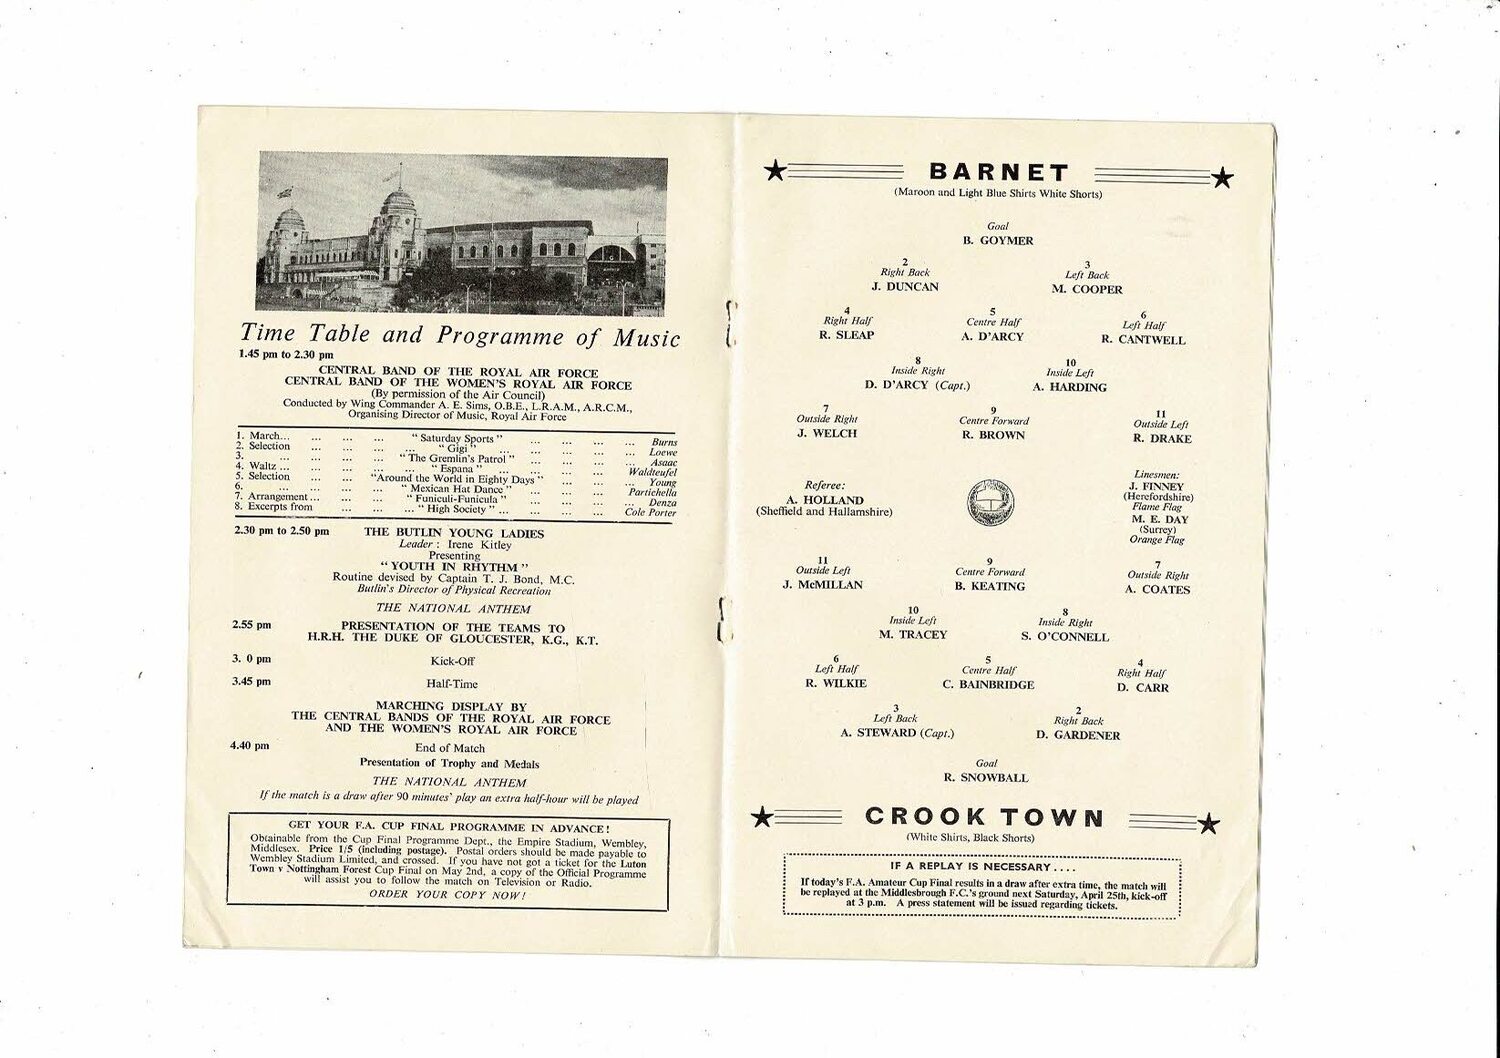 Time Table and Programme of Music
1.45 pm to 2.30 pm
CENTRAL BAND OF THE ROYAL AIR FORCE
CENTRAL BAND OF THE WOMEN'S ROYAL AIR FORCE
(By permission of the Air Council)
Conducted by Wing Commander A. E. Sims, O.B.E., L.R.A.M., A.R.C.M.,
Organising Director of Music, Royal Air Force
1. March... ... ... ... " Saturday Sports " ... ... ... ... Burns
2. Selection ... ... ... ... " Gigi " ... ... ... ... ... Loewe
3. ... ... ... ... " The Gremlin's Patrol " ... ... ... ... Asaac
4. Waltz ... ... ... ... ... " Espana " ... ... ... ... Waldteufel
5. Selection ... ... "Around the World in Eighty Days " ... ... ... Young
6. ... ... ... ... " Mexican Hat Dance " ... ... ... Partichella
7. Arrangement ... ... ... ... " Funiculi-Funicula " ... ... ... ... Denza
8. Excerpts from ... ... ... " High Society " ... ... ... ... Cole Porter
2.30 pm to 2.50 pm THE BUTLIN YOUNG LADIES
Leader : Irene Kitley
Presenting
" YOUTH IN RHYTHM "
Routine devised by Captain T. J. Bond, M.C.
Butlin's Director of Physical Recreation
THE NATIONAL ANTHEM
2.55 pm PRESENTATION OF THE TEAMS TO
H.R.H. THE DUKE OF GLOUCESTER, K.G., K.T.
3. 0 pm Kick-Off
3.45 pm Half-Time
MARCHING DISPLAY BY
THE CENTRAL BANDS OF THE ROYAL AIR FORCE
AND THE WOMEN'S ROYAL AIR FORCE
4.40 pm End of Match
Presentation of Trophy and Medals
THE NATIONAL ANTHEM
If the match is a draw after 90 minutes' play an extra half-hour will be played
GET YOUR F.A. CUP FINAL PROGRAMME IN ADVANCE!
Obtainable from the Cup Final Programme Dept., the Empire Stadium, Wembley,
Middlesex. Price 1/5 (including postage). Postal orders should be made payable to
Wembley Stadium Limited, and crossed. If you have not got a ticket for the Luton
Town v Nottingham Forest Cup Final on May 2nd, a copy of the Official Programme
will assist you to follow the match on Television or Radio.
ORDER YOUR COPY NOW!
BARNET
(Maroon and Light Blue Shirts White Shorts)
Goal
B. GOYMER
2 3
Right Back Left Back
J. DUNCAN M. COOPER
4 5 6
Right Half Centre Half Left Half
R. SLEAP A. D'ARCY R. CANTWELL
8 10
Inside Right Inside Left
D. D'ARCY (Capt.) A. HARDING
7 9 11
Outside Right Centre Forward Outside Left
J. WELCH R. BROWN R. DRAKE
Referee:
A. HOLLAND
(Sheffield and Hallamshire)
Linesmen:
J. FINNEY
(Herefordshire)
Flame Flag
M. E. DAY
(Surrey)
Orange Flag
11 9 7
Outside Left Centre Forward Outside Right
J. McMILLAN B. KEATING A. COATES
10 8
Inside Left Inside Right
M. TRACEY S. O'CONNELL
6 5 4
Left Half Centre Half Right Half
R. WILKIE C. BAINBRIDGE D. CARR
3 2
Left Back Right Back
A. STEWARD (Capt.) D. GARDENER
Goal
R. SNOWBALL
CROOK TOWN
(White Shirts, Black Shorts)
IF A REPLAY IS NECESSARY....
If today's F.A. Amateur Cup Final results in a draw after extra time, the match will
be replayed at the Middlesbrough F.C.'s ground next Saturday, April 25th, kick-off
at 3 p.m. A press statement will be issued regarding tickets.